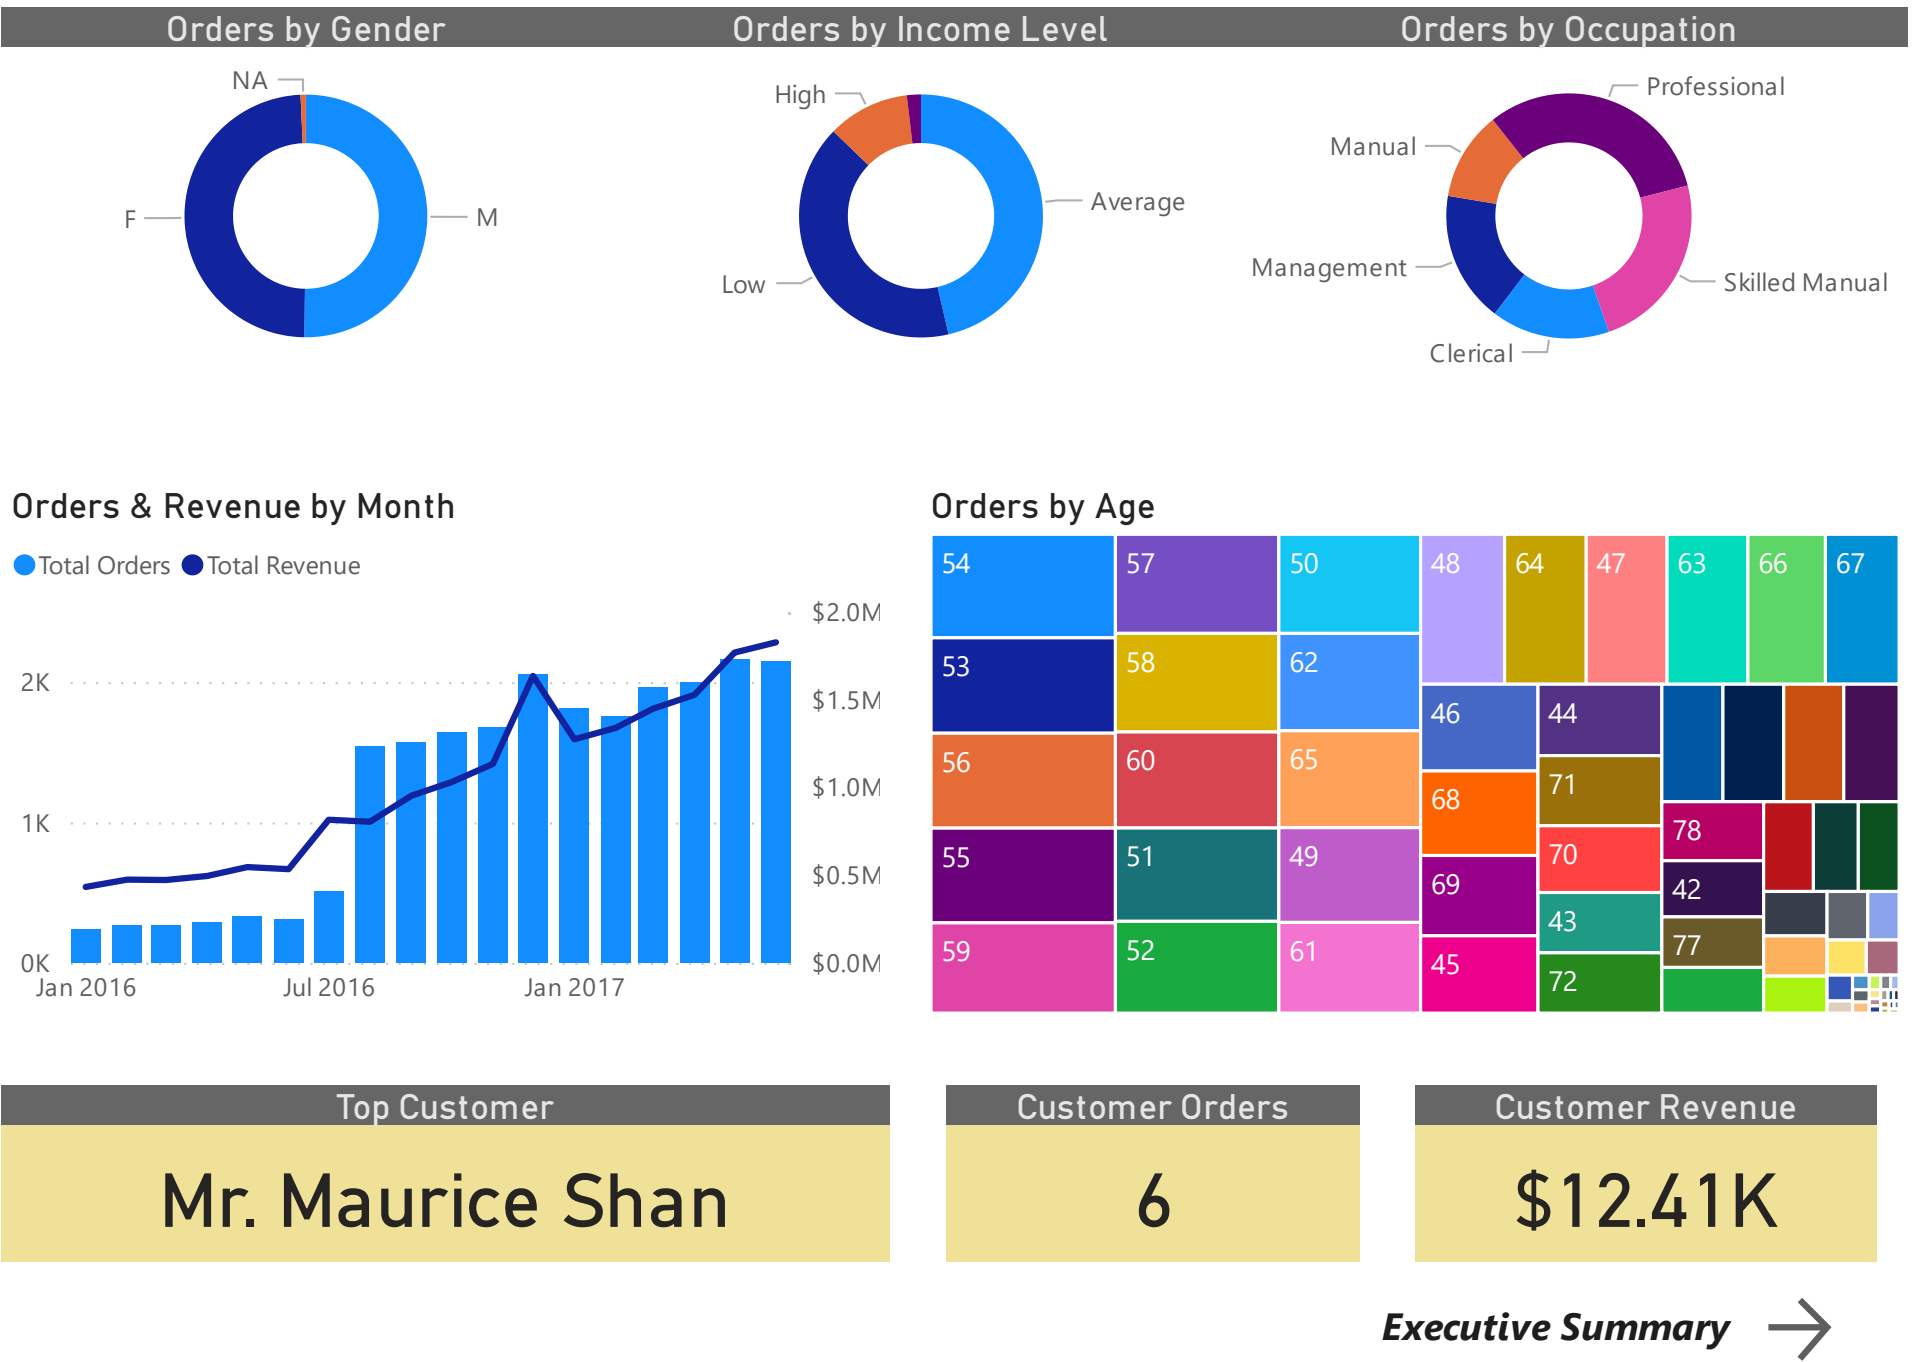 Orders by Gender
Orders by Income Level
Orders by Occupation
NA
F
M
High
Low
Average
Professional
Manual
Management
Skilled Manual
Clerical
Orders & Revenue by Month
Total Orders
Total Revenue
$2.0M
2K
$1.5M
$1.0M
1K
$0.5M
0K
$0.0M
Jan 2016
Jul 2016
Jan 2017
Orders by Age
54
57
50
48
64
47
63
66
67
53
58
62
46
44
56
60
65
68
71
78
55
51
49
69
70
42
59
52
61
45
43
77
72
Top Customer
Mr. Maurice Shan
Customer Orders
6
Customer Revenue
$12.41K
Executive Summary